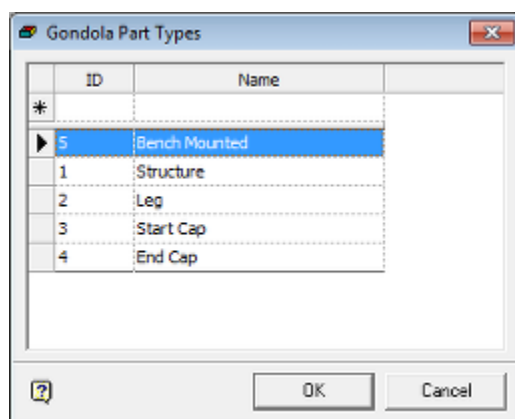 Gondola Part Types
ID Name
*
5 Bench Mounted
1 Structure
2 Leg
3 Start Cap
4 End Cap
? OK Cancel